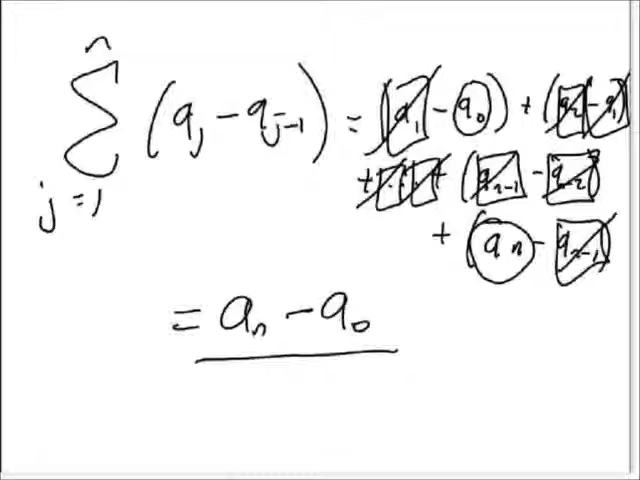 n
∑ (a_j − a_{j−1}) = (a_1 − a_0) + (a_2 − a_1)
j=1
+ ... + (a_{n−1} − a_{n−2})
+ (a_n − a_{n−1})
= a_n − a_0